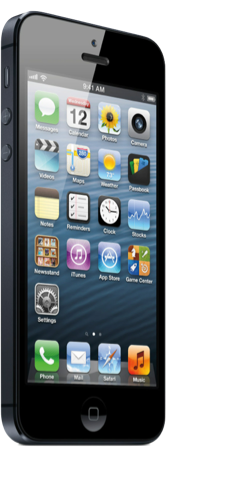 9:41 AM
Messages Calendar Photos Camera
12
Videos Maps Weather Passbook
280
Notes Reminders Clock Stocks
Newsstand iTunes App Store Game Center
Settings
Phone Mail Safari Music